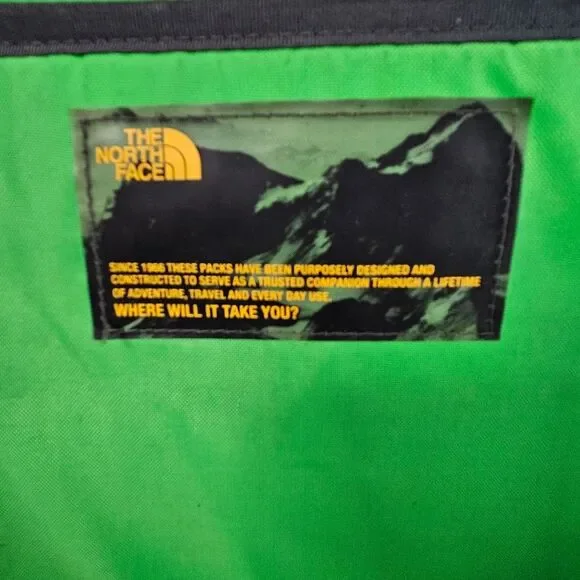 THE
NORTH
FACE
SINCE 1966 THESE PACKS HAVE BEEN PURPOSELY DESIGNED AND
CONSTRUCTED TO SERVE AS A TRUSTED COMPANION THROUGH A LIFETIME
OF ADVENTURE, TRAVEL AND EVERY DAY USE.
WHERE WILL IT TAKE YOU?